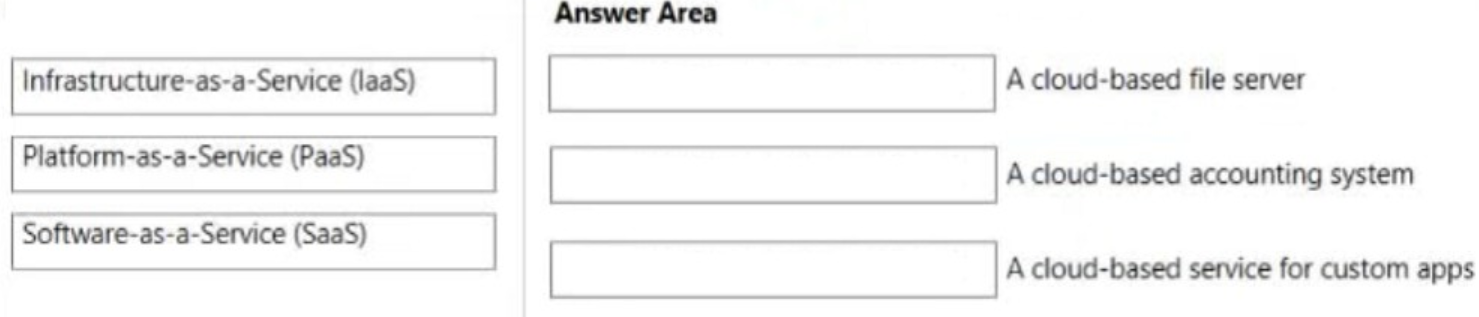 Answer Area
Infrastructure-as-a-Service (IaaS)
Platform-as-a-Service (PaaS)
Software-as-a-Service (SaaS)
A cloud-based file server
A cloud-based accounting system
A cloud-based service for custom apps